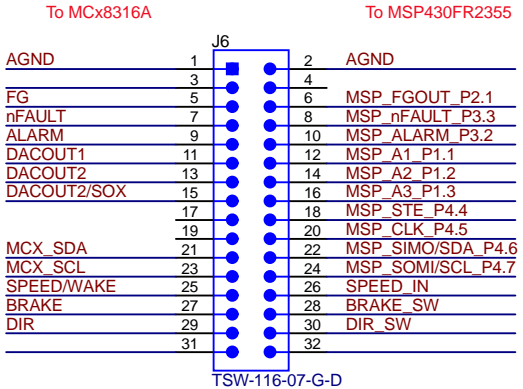 To MCx8316A To MSP430FR2355
J6
AGND 1 2 AGND
3 4
FG 5 6 MSP_FGOUT_P2.1
nFAULT 7 8 MSP_nFAULT_P3.3
ALARM 9 10 MSP_ALARM_P3.2
DACOUT1 11 12 MSP_A1_P1.1
DACOUT2 13 14 MSP_A2_P1.2
DACOUT2/SOX 15 16 MSP_A3_P1.3
17 18 MSP_STE_P4.4
19 20 MSP_CLK_P4.5
MCX_SDA 21 22 MSP_SIMO/SDA_P4.6
MCX_SCL 23 24 MSP_SOMI/SCL_P4.7
SPEED/WAKE 25 26 SPEED_IN
BRAKE 27 28 BRAKE_SW
DIR 29 30 DIR_SW
31 32
TSW-116-07-G-D